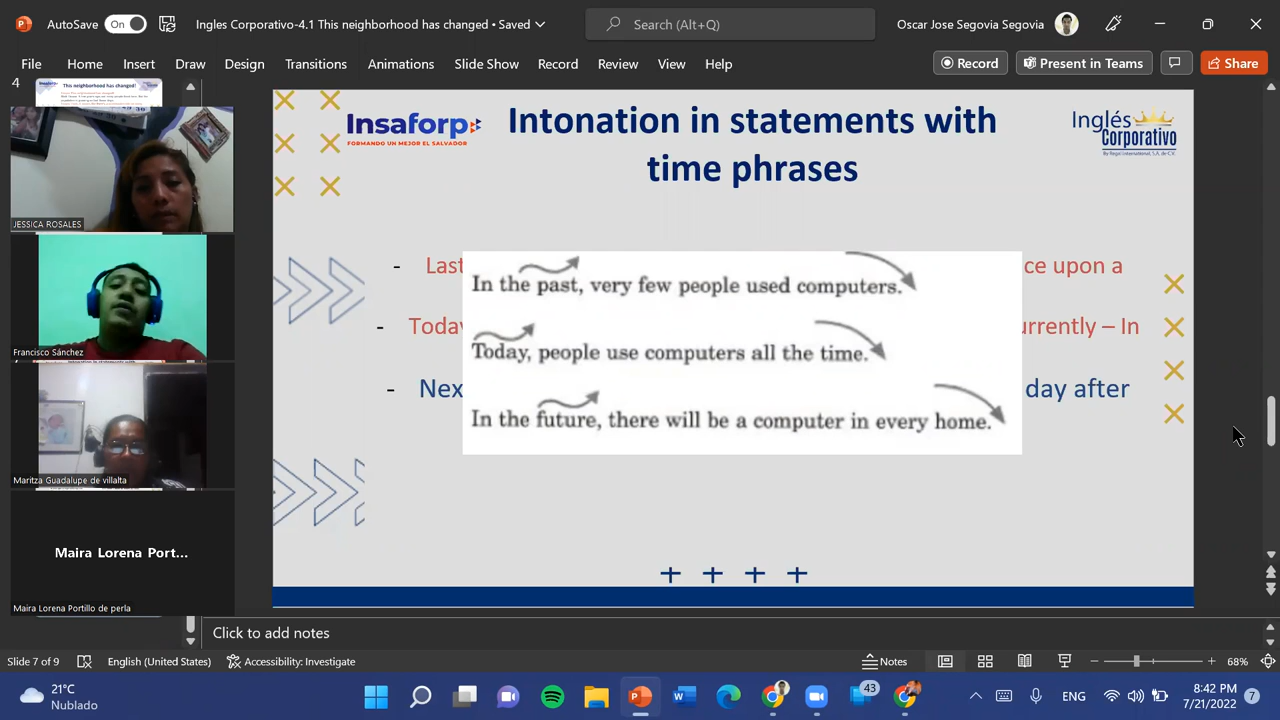 AutoSave On Ingles Corporativo-4.1 This neighborhood has changed • Saved Search (Alt+Q) Oscar Jose Segovia Segovia
File Home Insert Draw Design Transitions Animations Slide Show Record Review View Help Record Present in Teams Share
4
This neighborhood has changed!
JESSICA ROSALES
Francisco Sánchez
Maritza Guadalupe de villalta
Maira Lorena Port...
Maira Lorena Portillo de perla
Insaforp
FORMANDO UN MEJOR EL SALVADOR
Intonation in statements with
time phrases
Inglés
Corporativo
- Last ce upon a
In the past, very few people used computers.
- Today urrently – In
Today, people use computers all the time.
- Nex day after
In the future, there will be a computer in every home.
Click to add notes
Slide 7 of 9 English (United States) Accessibility: Investigate Notes 68%
21°C
Nublado
43
ENG
8:42 PM
7/21/2022
7